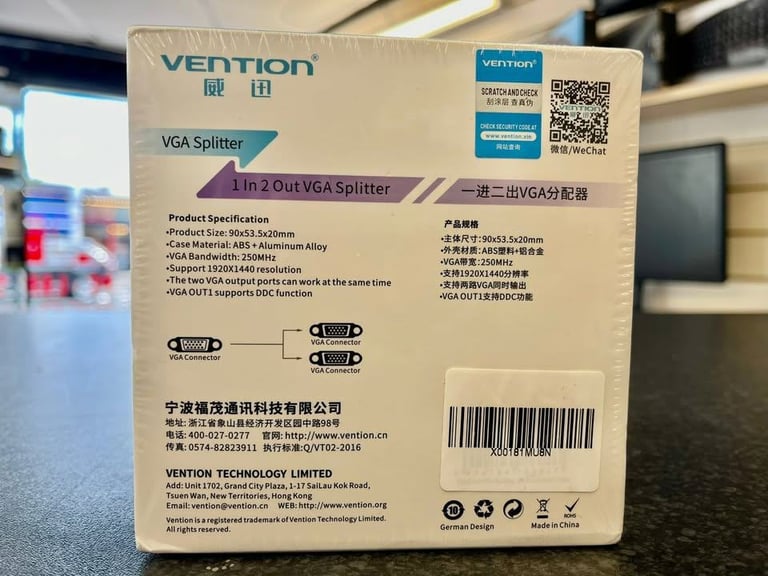 VENTION®
威迅
VENTION®
SCRATCH AND CHECK
刮涂层 查真伪
CHECK SECURITY CODE AT
www.vention.vin
网站查询
VENTION
微信/WeChat
VGA Splitter
1 In 2 Out VGA Splitter
一进二出VGA分配器
Product Specification
•Product Size: 90x53.5x20mm
•Case Material: ABS + Aluminum Alloy
•VGA Bandwidth: 250MHz
•Support 1920X1440 resolution
•The two VGA output ports can work at the same time
•VGA OUT1 supports DDC function
产品规格
•主体尺寸:90x53.5x20mm
•外壳材质:ABS塑料+铝合金
•VGA带宽:250MHz
•支持1920X1440分辨率
•支持两路VGA同时输出
•VGA OUT1支持DDC功能
VGA Connector
VGA Connector
VGA Connector
宁波福茂通讯科技有限公司
地址: 浙江省象山县经济开发区园中路98号
电话: 400-027-0277 官网: http://www.vention.cn
传真: 0574-82823911 执行标准:Q/VT02-2016
VENTION TECHNOLOGY LIMITED
Add: Unit 1702, Grand City Plaza, 1-17 SaiLau Kok Road,
Tsuen Wan, New Territories, Hong Kong
Email: vention@vention.cn WEB: http://www.vention.org
Vention is a registered trademark of Vention Technology Limited.
All rights reserved.
X00181MU8N
10
ROHS
German Design
Made in China